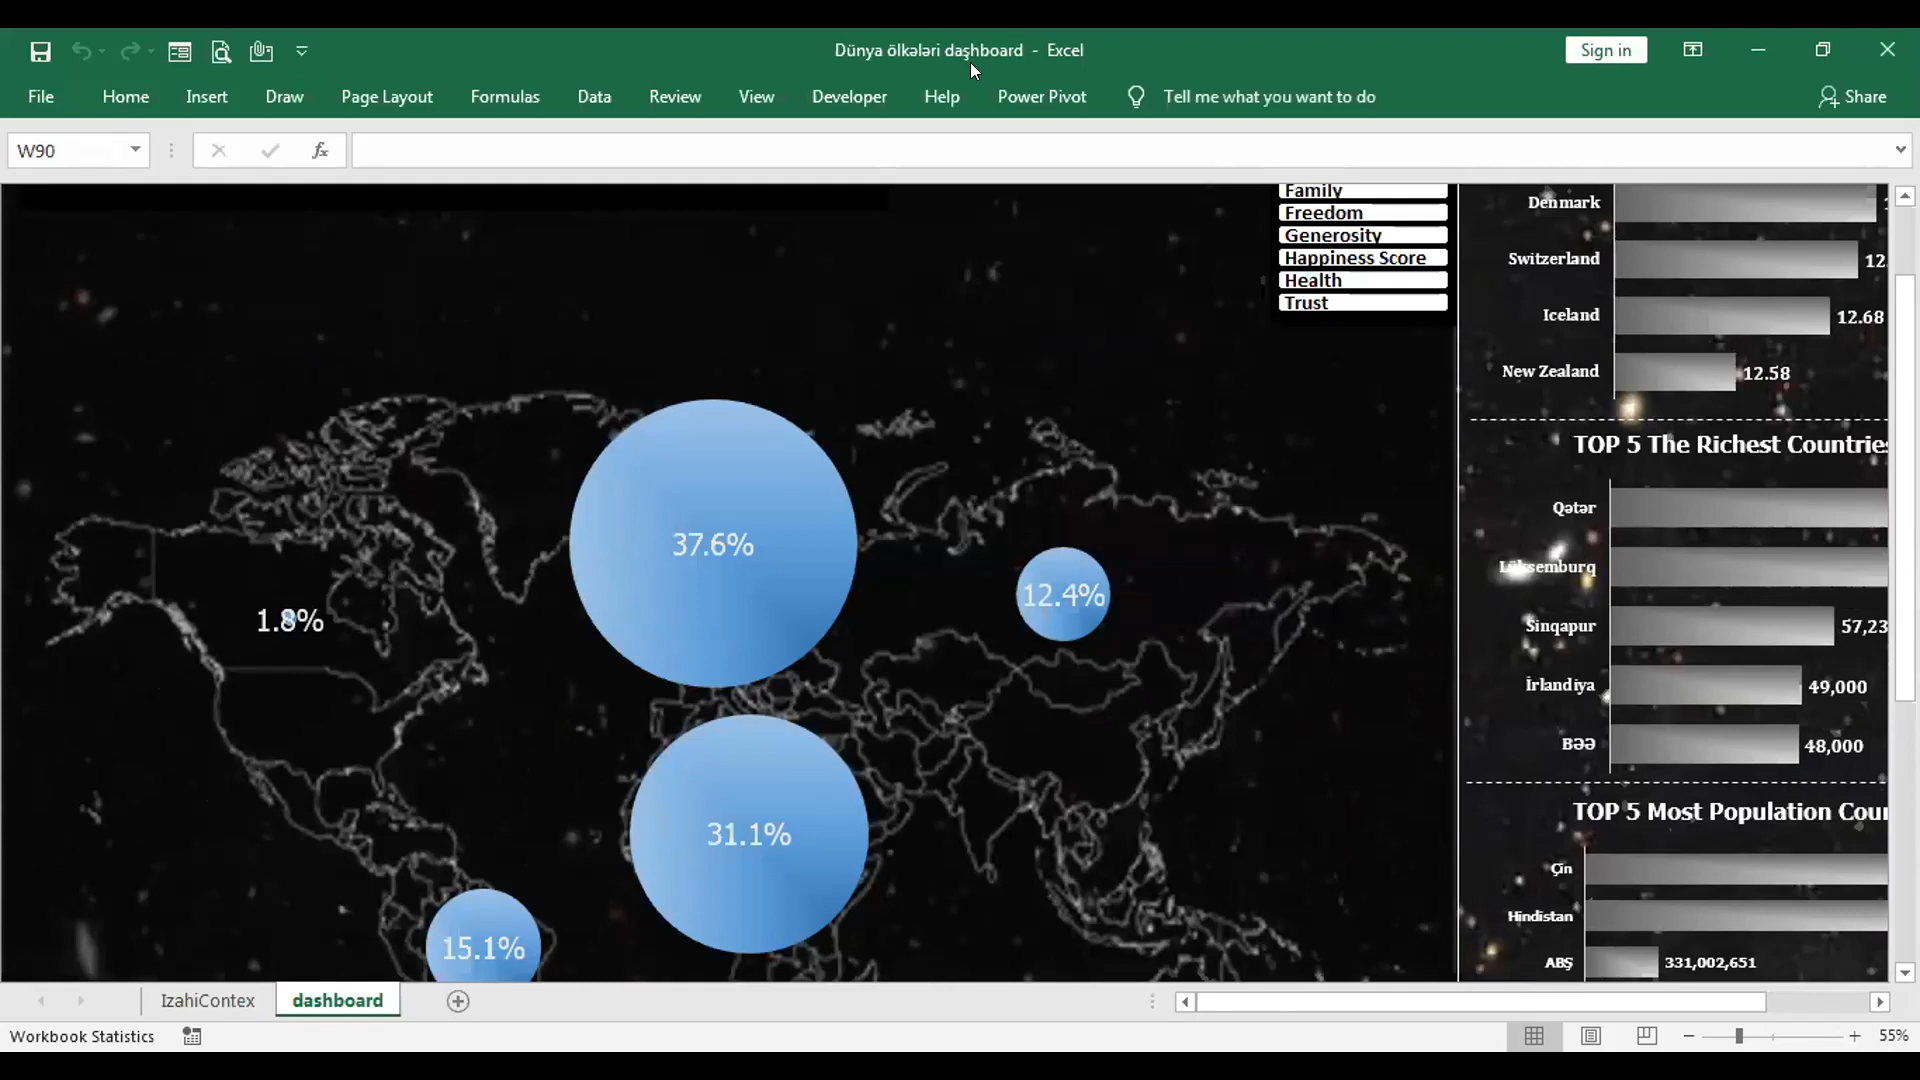 Dünya ölkələri daşhboard - Excel
Sign in
File Home Insert Draw Page Layout Formulas Data Review View Developer Help Power Pivot Tell me what you want to do Share
W90
fx
Family
Freedom
Generosity
Happiness Score
Health
Trust
Denmark
Switzerland 12.
Iceland 12.68
New Zealand 12.58
TOP 5 The Richest Countries
Qətər
Lüksemburq
Sinqapur 57,23
İrlandiya 49,000
BƏƏ 48,000
TOP 5 Most Population Cou
Çin
Hindistan
ABŞ 331,002,651
37.6%
12.4%
1.8%
31.1%
15.1%
IzahiContex dashboard
Workbook Statistics
55%